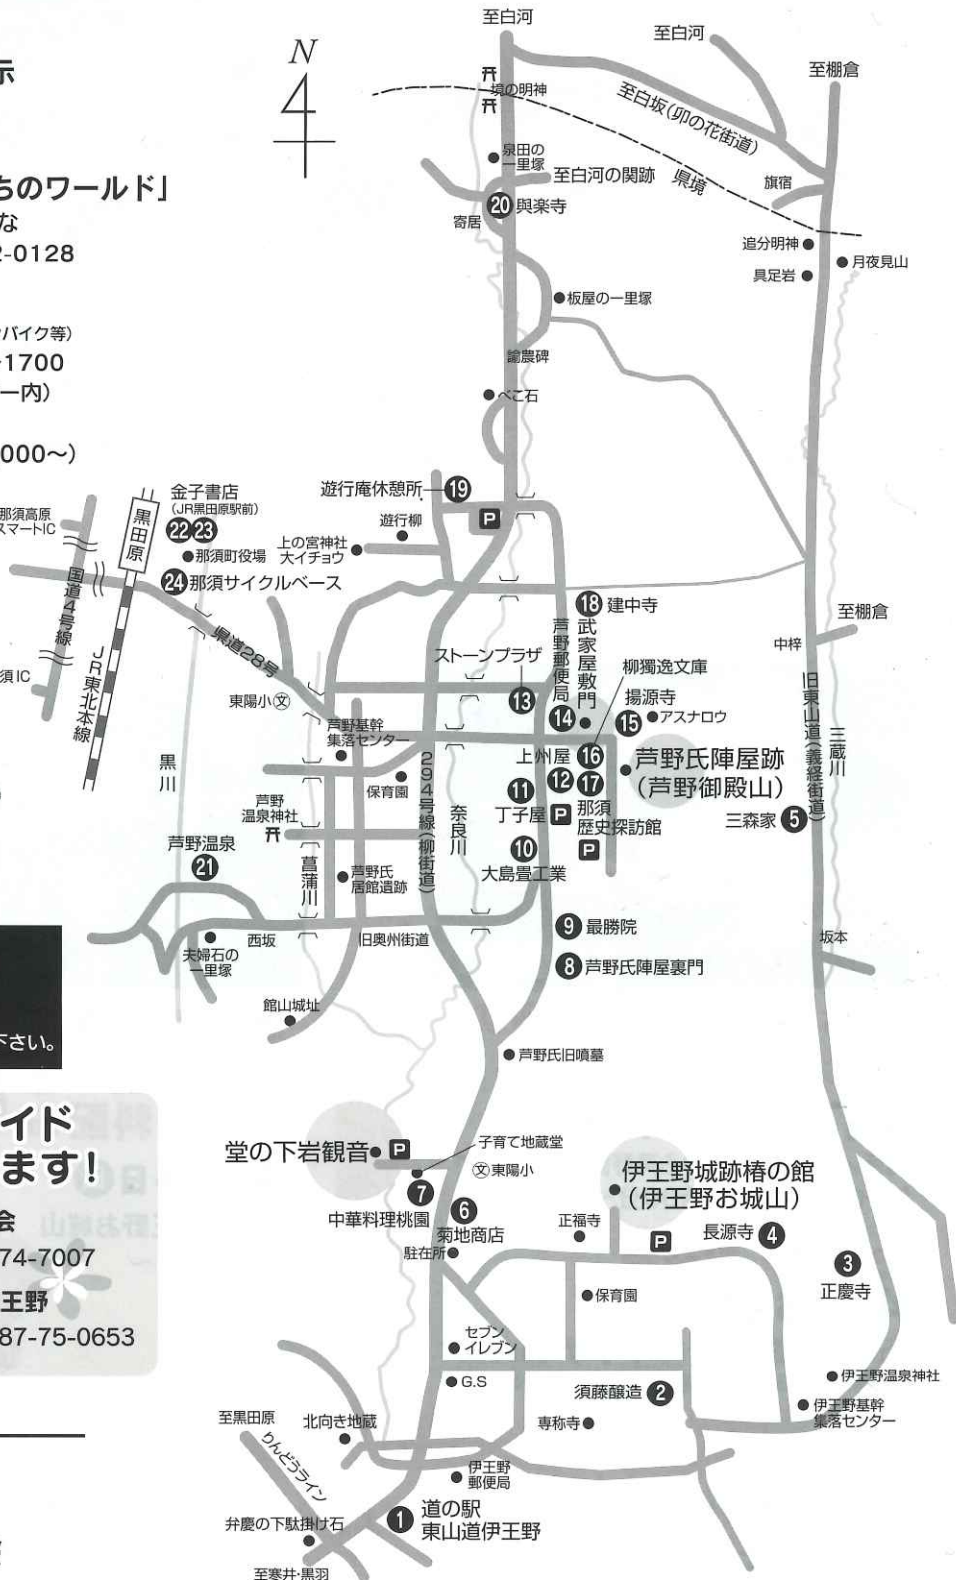 至白河
至白河
N
示
至棚倉
境の明神
至白坂(卯の花街道)
泉田の
一里塚
ちのワールド」
至白河の関跡
県境
旗宿
な
⑳ 與楽寺
寄居
2-0128
追分明神
月夜見山
具足岩
板屋の一里塚
バイク等)
1700
諭農碑
ー内)
べこ石
000〜)
金子書店
(JR黒田原駅前)
㉒㉓
遊行庵休憩所
⑲
P
那須高原
スマートIC
黒田原
遊行柳
上の宮神社
大イチョウ
那須町役場
㉔ 那須サイクルベース
国道4号線
⑱ 建中寺
至棚倉
中梓
県道28号
ストーンプラザ
⑬
芦野郵便局
武家屋敷門
⑭
柳獨逸文庫
揚源寺
⑮
アスナロウ
須IC
JR東北本線
東陽小 文
旧東山道(義経街道)
三蔵川
芦野基幹
集落センター
上州屋
⑯
⑫ ⑰
芦野氏陣屋跡
(芦野御殿山)
黒川
保育園
294号線(柳街道)
奈良川
⑪
丁子屋
P
那須
歴史探訪館
P
三森家 ⑤
芦野
温泉神社
芦野温泉
㉑
⑩
大島畳工業
菖蒲川
芦野氏
居館遺跡
⑨ 最勝院
西坂
旧奥州街道
坂本
夫婦石の
一里塚
⑧ 芦野氏陣屋裏門
館山城址
下さい。
芦野氏旧墳墓
イド
ます!
堂の下岩観音
P
子育て地蔵堂
文 東陽小
伊王野城跡椿の館
(伊王野お城山)
⑦
中華料理桃園
⑥
菊地商店
会
正福寺
P
長源寺 ④
駐在所
74-7007
③
正慶寺
王野
保育園
87-75-0653
セブン
イレブン
G.S
須藤醸造 ②
伊王野温泉神社
伊王野基幹
集落センター
至黒田原
北向き地蔵
専称寺
りんどうライン
伊王野
郵便局
弁慶の下駄掛け石
① 道の駅
東山道伊王野
至寒井・黒羽